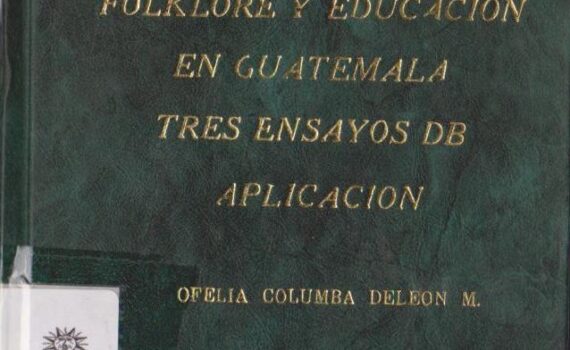 FOLKLORE Y EDUCACION
EN GUATEMALA
TRES ENSAYOS DB
APLICACION
OFELIA COLUMBA DELEON M.